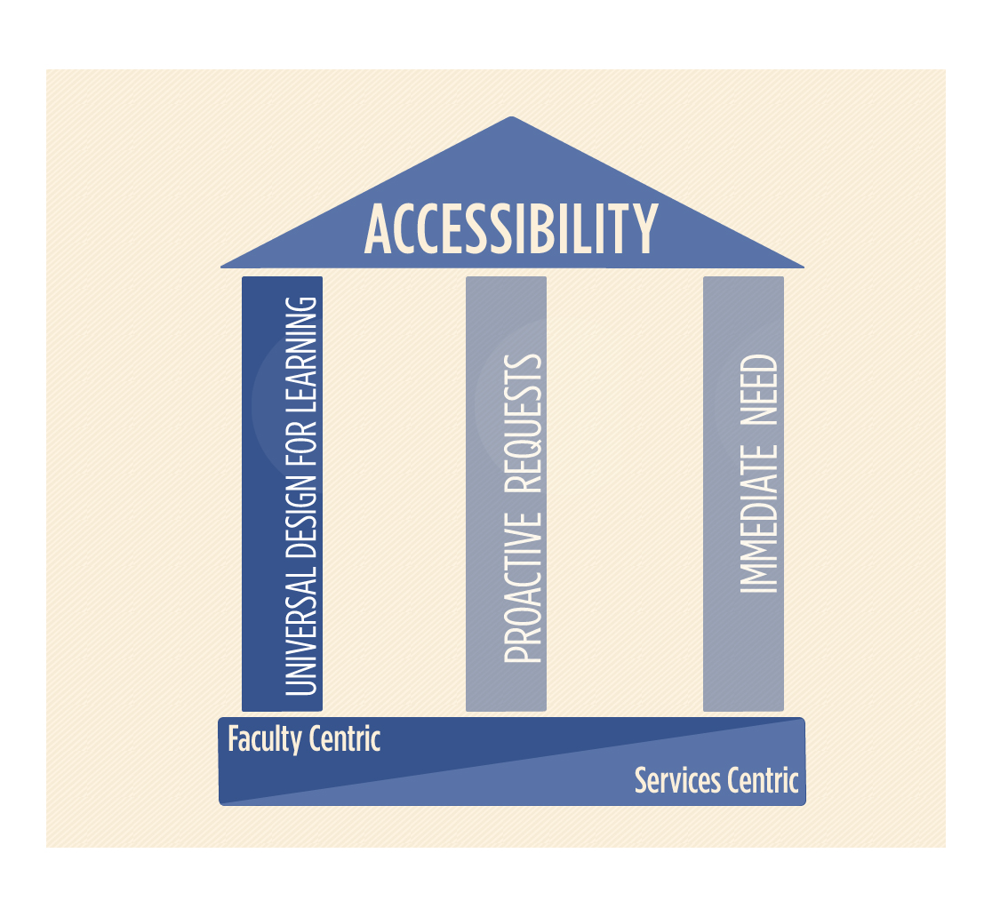 ACCESSIBILITY
UNIVERSAL DESIGN FOR LEARNING
PROACTIVE REQUESTS
IMMEDIATE NEED
Faculty Centric
Services Centric